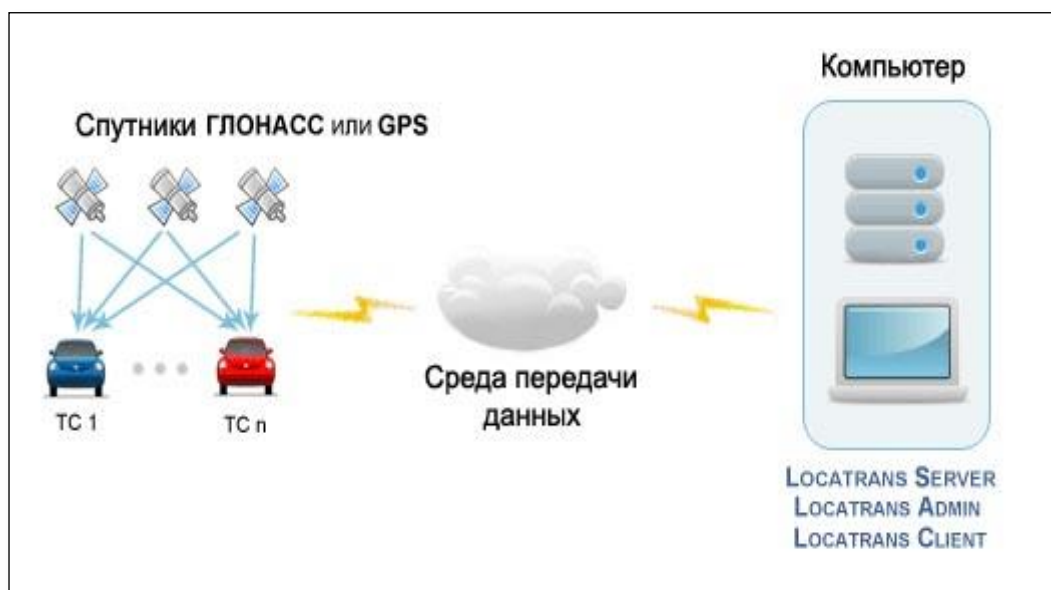 Компьютер
Спутники ГЛОНАСС или GPS
ТС 1
ТС n
Среда передачи
данных
LOCATRANS SERVER
LOCATRANS ADMIN
LOCATRANS CLIENT